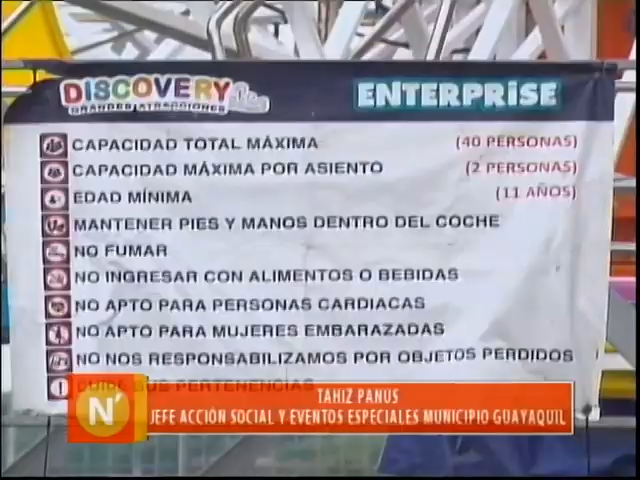 DISCOVERY
GRANDES ATRACCIONES
ENTERPRISE
CAPACIDAD TOTAL MÁXIMA (40 PERSONAS)
CAPACIDAD MÁXIMA POR ASIENTO (2 PERSONAS)
EDAD MÍNIMA (11 AÑOS)
MANTENER PIES Y MANOS DENTRO DEL COCHE
NO FUMAR
NO INGRESAR CON ALIMENTOS O BEBIDAS
NO APTO PARA PERSONAS CARDIACAS
NO APTO PARA MUJERES EMBARAZADAS
NO NOS RESPONSABILIZAMOS POR OBJETOS PERDIDOS
CUIDE SUS PERTENENCIAS
N'
TAHIZ PANUS
JEFE ACCIÓN SOCIAL Y EVENTOS ESPECIALES MUNICIPIO GUAYAQUIL